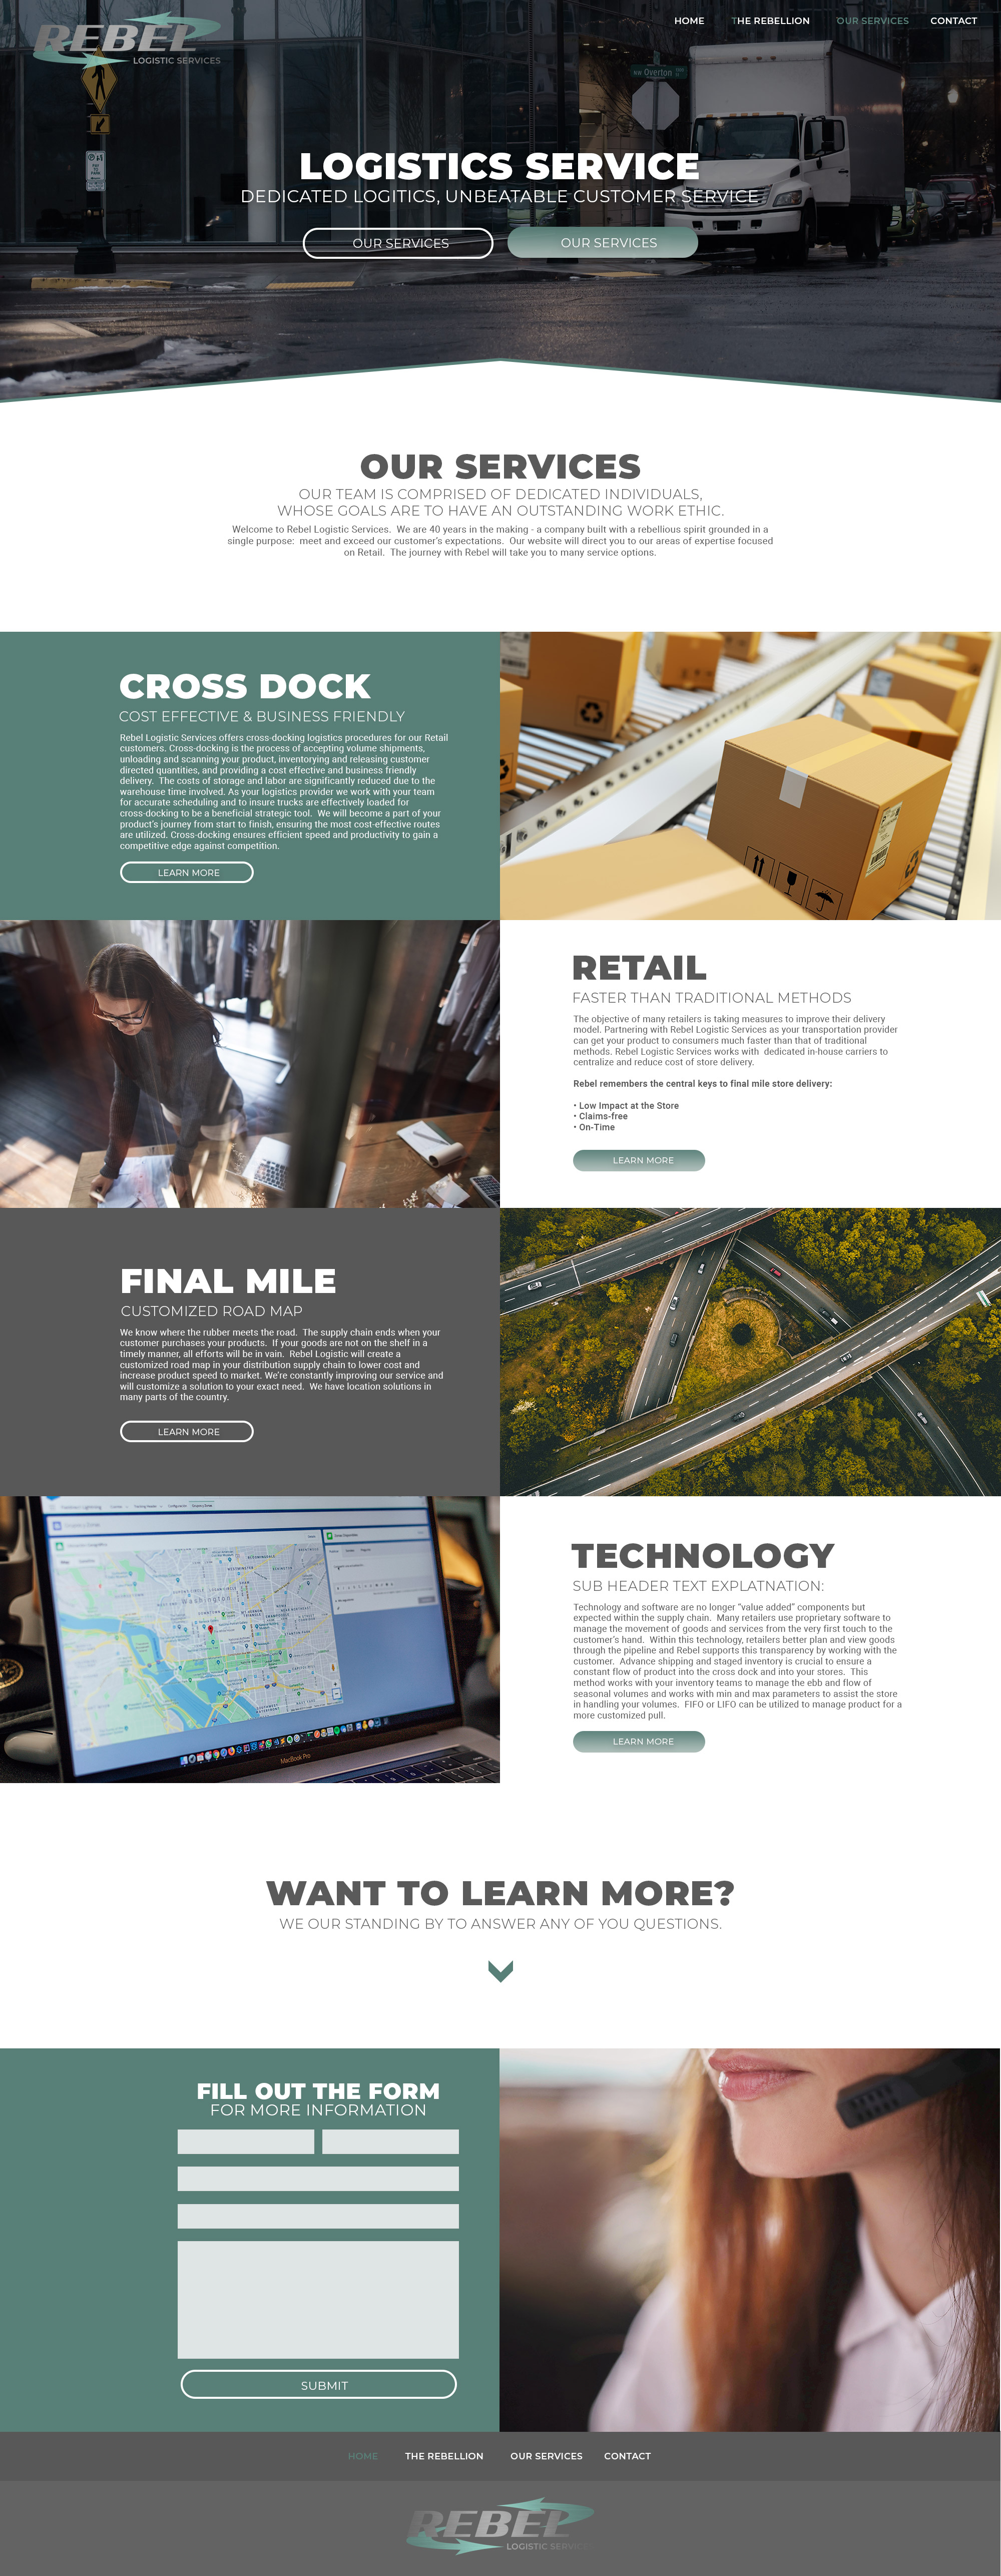 REBEL
LOGISTIC SERVICES
HOME THE REBELLION OUR SERVICES CONTACT
NW Overton
LOGISTICS SERVICE
DEDICATED LOGITICS, UNBEATABLE CUSTOMER SERVICE
OUR SERVICES OUR SERVICES
OUR SERVICES
OUR TEAM IS COMPRISED OF DEDICATED INDIVIDUALS,
WHOSE GOALS ARE TO HAVE AN OUTSTANDING WORK ETHIC.
Welcome to Rebel Logistic Services. We are 40 years in the making - a company built with a rebellious spirit grounded in a
single purpose: meet and exceed our customer's expectations. Our website will direct you to our areas of expertise focused
on Retail. The journey with Rebel will take you to many service options.
CROSS DOCK
COST EFFECTIVE & BUSINESS FRIENDLY
Rebel Logistic Services offers cross-docking logistics procedures for our Retail
customers. Cross-docking is the process of accepting volume shipments,
unloading and scanning your product, inventorying and releasing customer
directed quantities, and providing a cost effective and business friendly
delivery. The costs of storage and labor are significantly reduced due to the
warehouse time involved. As your logistics provider we work with your team
for accurate scheduling and to insure trucks are effectively loaded for
cross-docking to be a beneficial strategic tool. We will become a part of your
product's journey from start to finish, ensuring the most cost-effective routes
are utilized. Cross-docking ensures efficient speed and productivity to gain a
competitive edge against competition.
LEARN MORE
RETAIL
FASTER THAN TRADITIONAL METHODS
The objective of many retailers is taking measures to improve their delivery
model. Partnering with Rebel Logistic Services as your transportation provider
can get your product to consumers much faster than that of traditional
methods. Rebel Logistic Services works with dedicated in-house carriers to
centralize and reduce cost of store delivery.
Rebel remembers the central keys to final mile store delivery:
• Low Impact at the Store
• Claims-free
• On-Time
LEARN MORE
FINAL MILE
CUSTOMIZED ROAD MAP
We know where the rubber meets the road. The supply chain ends when your
customer purchases your products. If your goods are not on the shelf in a
timely manner, all efforts will be in vain. Rebel Logistic will create a
customized road map in your distribution supply chain to lower cost and
increase product speed to market. We're constantly improving our service and
will customize a solution to your exact need. We have location solutions in
many parts of the country.
LEARN MORE
Washington
MacBook Pro
TECHNOLOGY
SUB HEADER TEXT EXPLATNATION:
Technology and software are no longer “value added” components but
expected within the supply chain. Many retailers use proprietary software to
manage the movement of goods and services from the very first touch to the
customer's hand. Within this technology, retailers better plan and view goods
through the pipeline and Rebel supports this transparency by working with the
customer. Advance shipping and staged inventory is crucial to ensure a
constant flow of product into the cross dock and into your stores. This
method works with your inventory teams to manage the ebb and flow of
seasonal volumes and works with min and max parameters to assist the store
in handling your volumes. FIFO or LIFO can be utilized to manage product for a
more customized pull.
LEARN MORE
WANT TO LEARN MORE?
WE OUR STANDING BY TO ANSWER ANY OF YOU QUESTIONS.
FILL OUT THE FORM
FOR MORE INFORMATION
SUBMIT
HOME THE REBELLION OUR SERVICES CONTACT
REBEL
LOGISTIC SERVICES